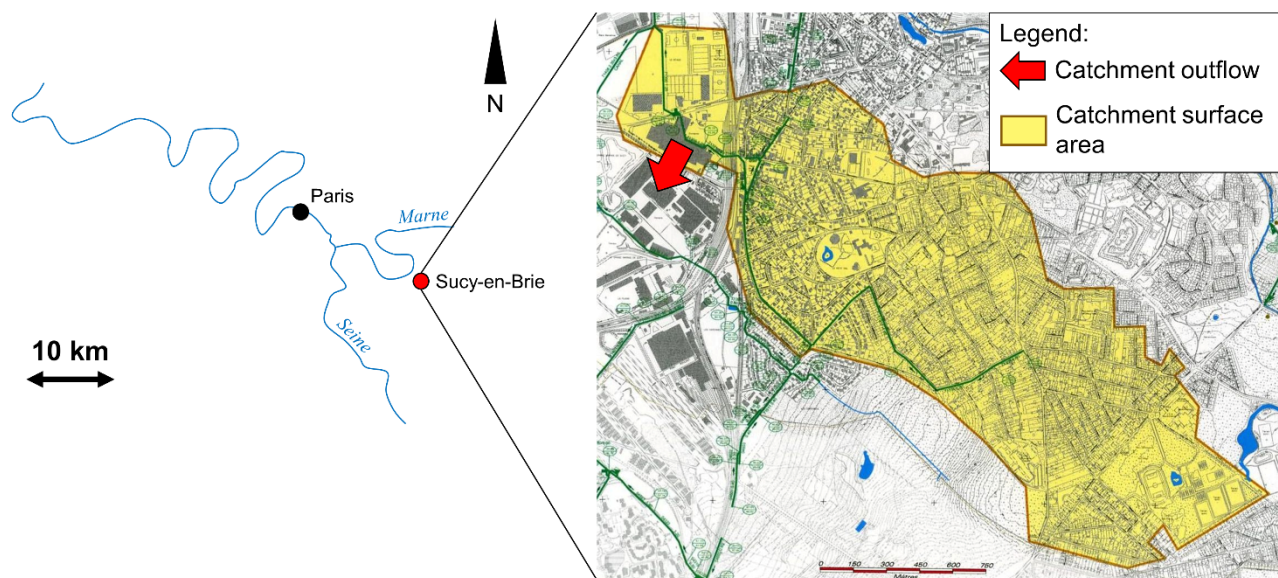 Paris
Marne
Sucy-en-Brie
Seine
10 km
N
Legend:
Catchment outflow
Catchment surface
area
0 150 300 450 600 750
Mètres